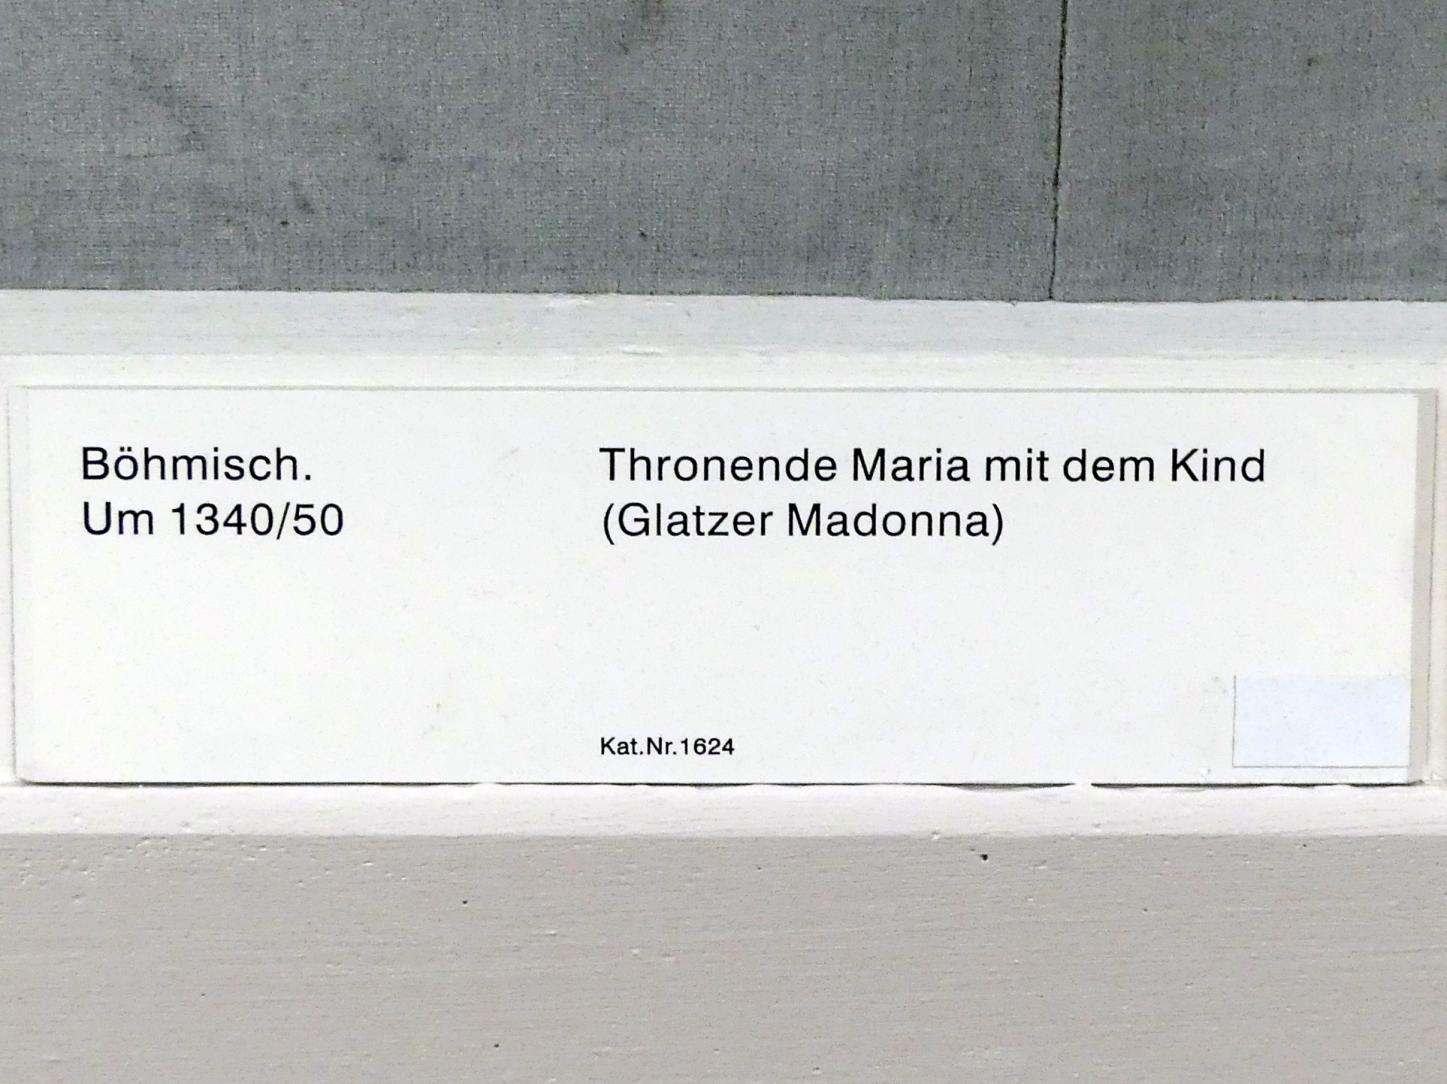 Böhmisch.
Um 1340/50
Thronende Maria mit dem Kind
(Glatzer Madonna)
Kat.Nr.1624